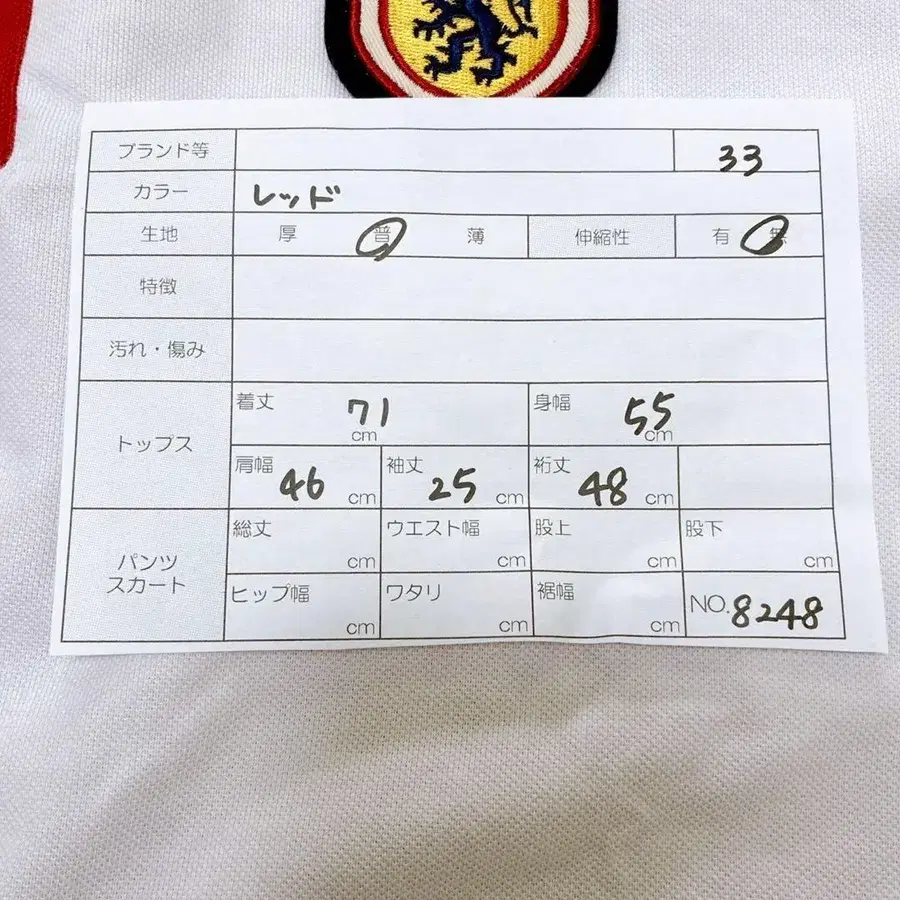 ブランド等 33
カラー レッド
生地 厚 普 薄 伸縮性 有 無
特徴
汚れ・傷み
トップス
着丈 71 cm 身幅 55 cm
肩幅 46 cm 袖丈 25 cm 裄丈 48 cm
パンツ
スカート
総丈 cm ウエスト幅 cm 股上 cm 股下 cm
ヒップ幅 cm ワタリ cm 裾幅 cm NO. 8248